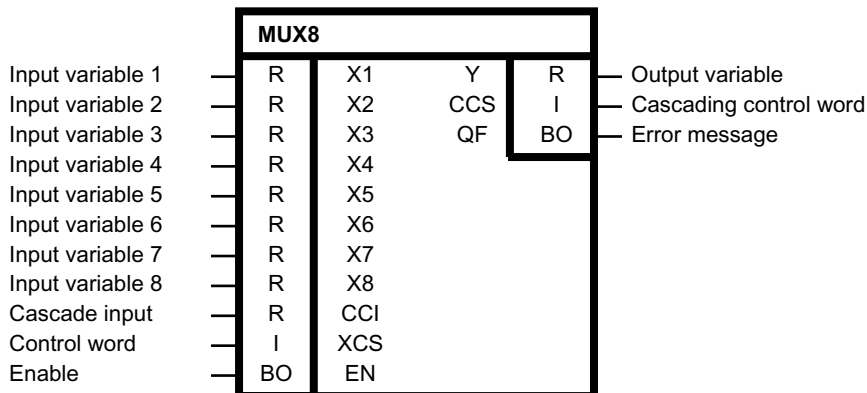 MUX8
Input variable 1 R X1 Y R Output variable
Input variable 2 R X2 CCS I Cascading control word
Input variable 3 R X3 QF BO Error message
Input variable 4 R X4
Input variable 5 R X5
Input variable 6 R X6
Input variable 7 R X7
Input variable 8 R X8
Cascade input R CCI
Control word I XCS
Enable BO EN